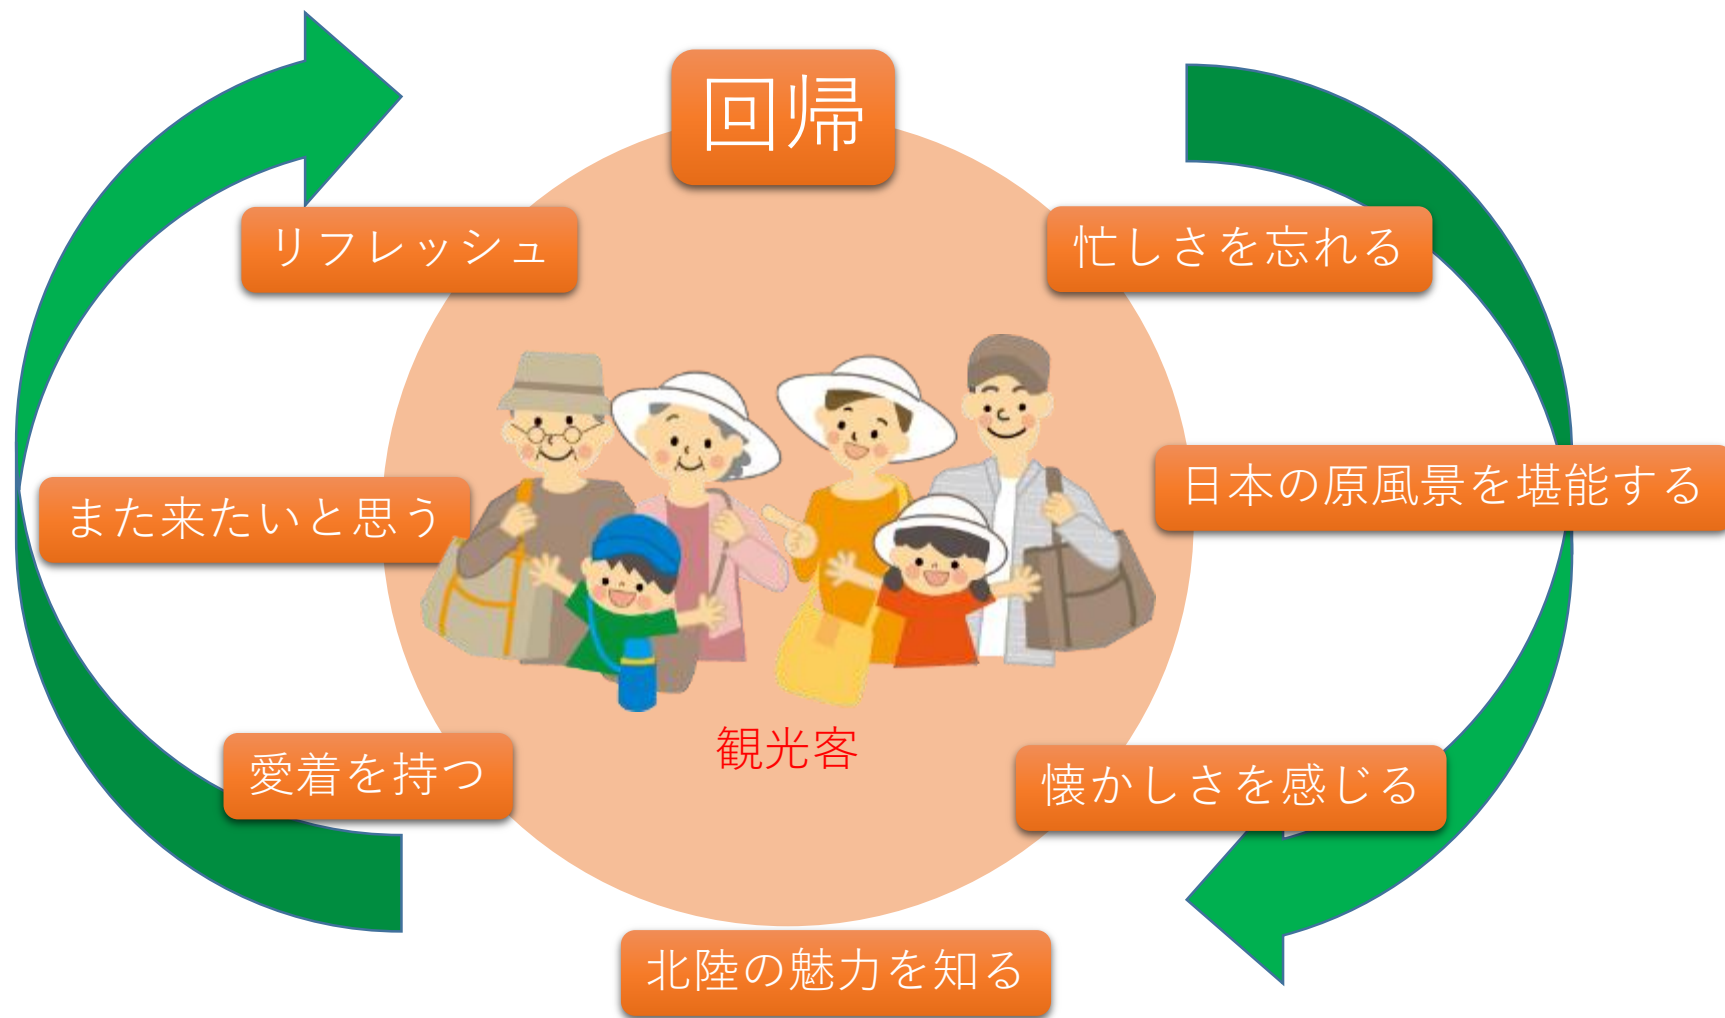 回帰
リフレッシュ
忙しさを忘れる
また来たいと思う
日本の原風景を堪能する
観光客
愛着を持つ
懐かしさを感じる
北陸の魅力を知る